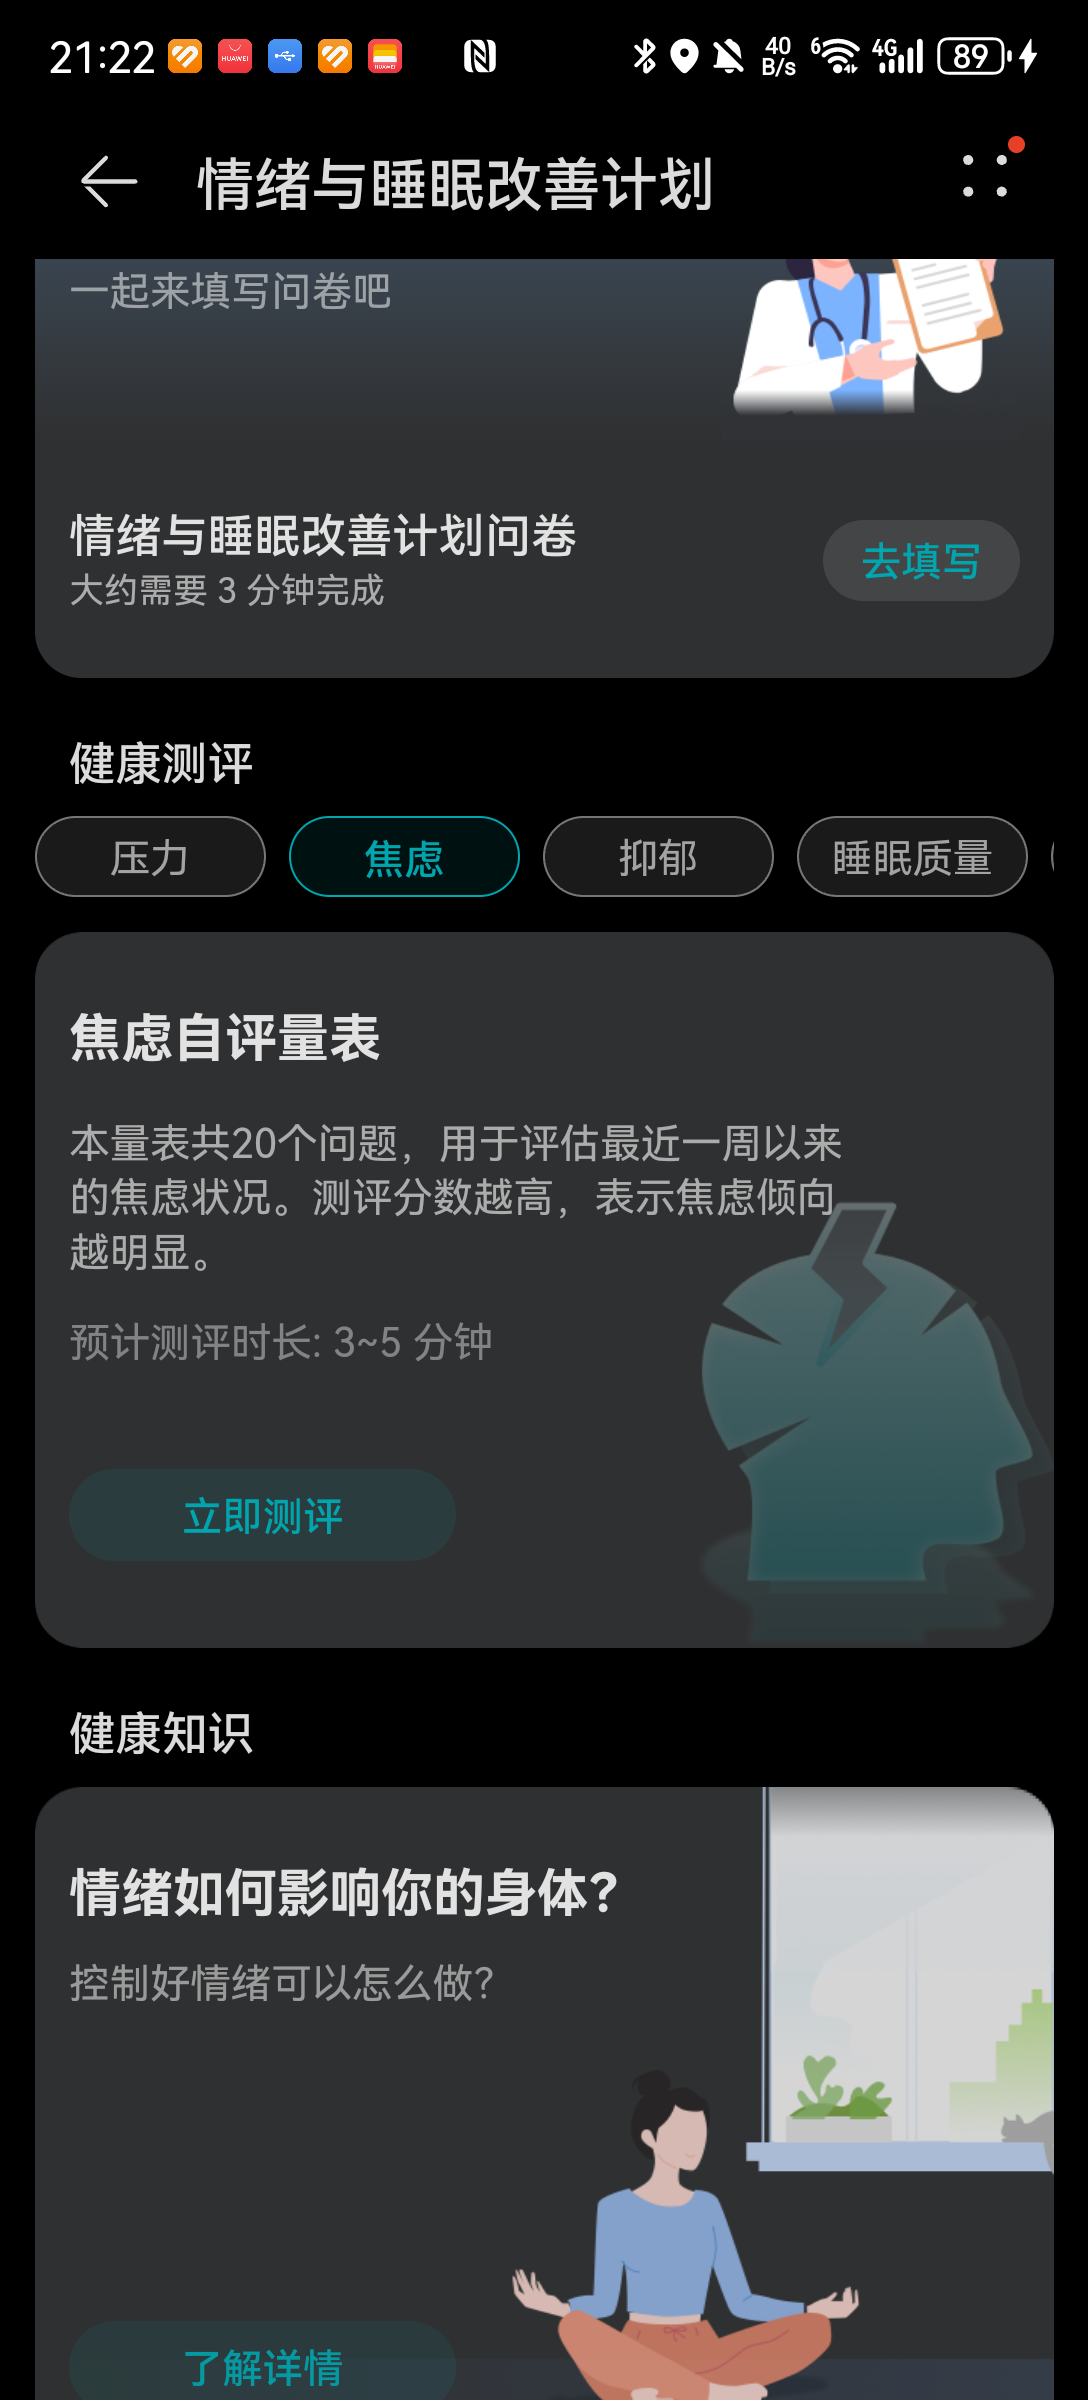 21:22
HUAWEI
HUAWEI
40
B/s
6
4G
89
情绪与睡眠改善计划
一起来填写问卷吧
情绪与睡眠改善计划问卷
大约需要 3 分钟完成
去填写
健康测评
压力
焦虑
抑郁
睡眠质量
焦虑自评量表
本量表共20个问题，用于评估最近一周以来
的焦虑状况。测评分数越高，表示焦虑倾向
越明显。
预计测评时长: 3~5 分钟
立即测评
健康知识
情绪如何影响你的身体?
控制好情绪可以怎么做?
了解详情